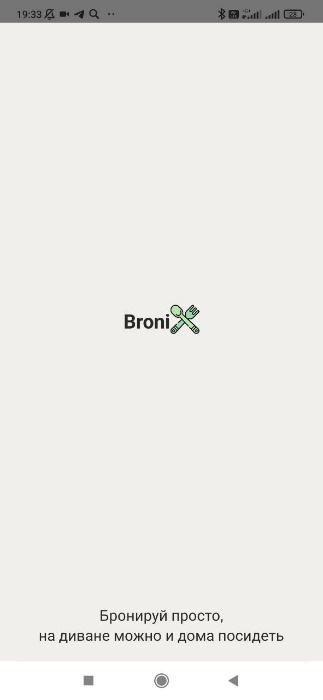 19:33
Broni
Бронируй просто,
на диване можно и дома посидеть